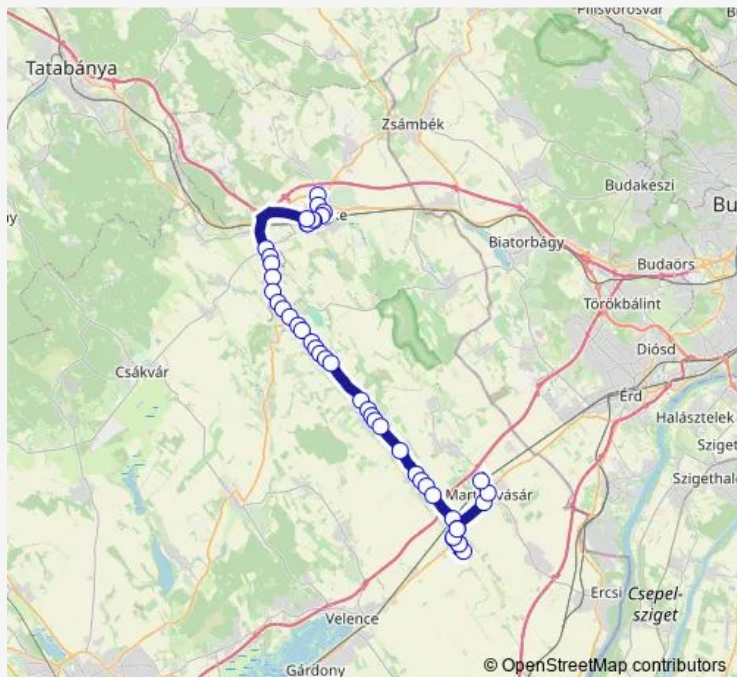 Pilisvörösvár
Tatabánya
Zsámbék
Budakeszi
Bu
Biatorbágy
Budaörs
Törökbálint
Diósd
Csákvár
Érd
Halásztelek
Sziget
Szigethal
Ercsi
Csepel-
sziget
Velence
Gárdony
© OpenStreetMap contributors